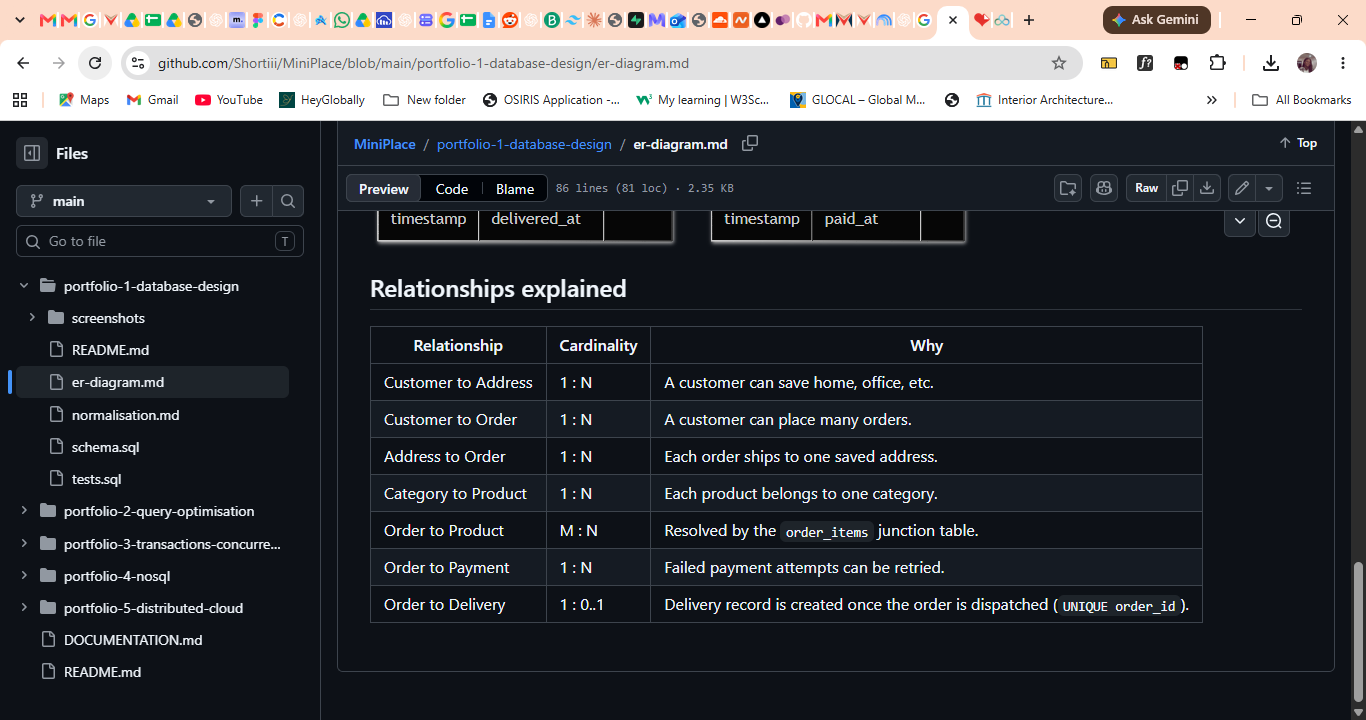 Ask Gemini
github.com/Shortiii/MiniPlace/blob/main/portfolio-1-database-design/er-diagram.md
Maps
Gmail
YouTube
HeyGlobally
New folder
OSIRIS Application -...
My learning | W3Sc...
GLOCAL – Global M...
Interior Architecture...
All Bookmarks
Files
main
Go to file
T
portfolio-1-database-design
screenshots
README.md
er-diagram.md
normalisation.md
schema.sql
tests.sql
portfolio-2-query-optimisation
portfolio-3-transactions-concurre...
portfolio-4-nosql
portfolio-5-distributed-cloud
DOCUMENTATION.md
README.md
MiniPlace / portfolio-1-database-design / er-diagram.md
Top
Preview Code Blame 86 lines (81 loc) · 2.35 KB
Raw
timestamp delivered_at timestamp paid_at
Relationships explained
Relationship Cardinality Why
Customer to Address 1 : N A customer can save home, office, etc.
Customer to Order 1 : N A customer can place many orders.
Address to Order 1 : N Each order ships to one saved address.
Category to Product 1 : N Each product belongs to one category.
Order to Product M : N Resolved by the order_items junction table.
Order to Payment 1 : N Failed payment attempts can be retried.
Order to Delivery 1 : 0..1 Delivery record is created once the order is dispatched ( UNIQUE order_id ).